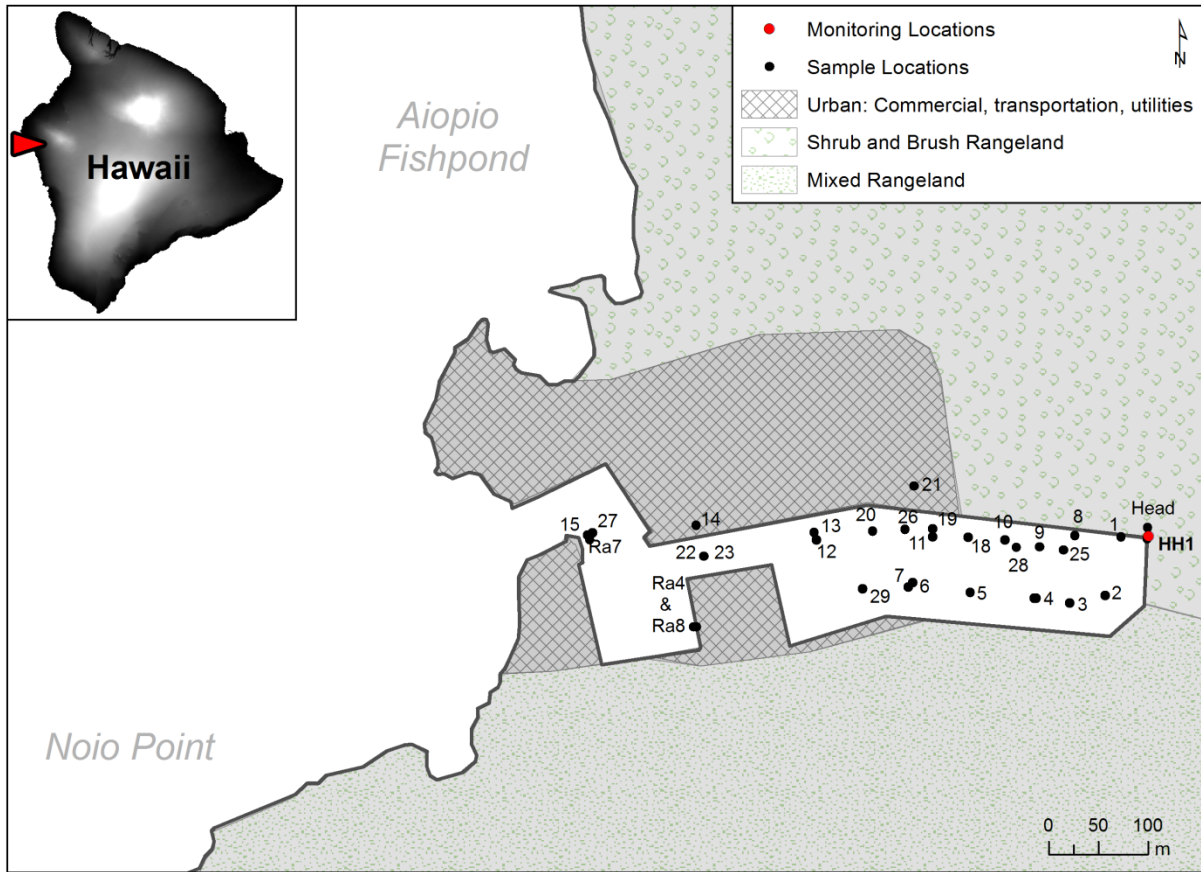 Hawaii
Aiopio
Fishpond
Monitoring Locations
Sample Locations
Urban: Commercial, transportation, utilities
Shrub and Brush Rangeland
Mixed Rangeland
N
21
Head
HH1
1
8
25
9
10
28
18
19
11
26
20
13
12
14
22
23
15
27
Ra7
Ra4
&
Ra8
29
7
6
5
4
3
2
Noio Point
0 50 100
m